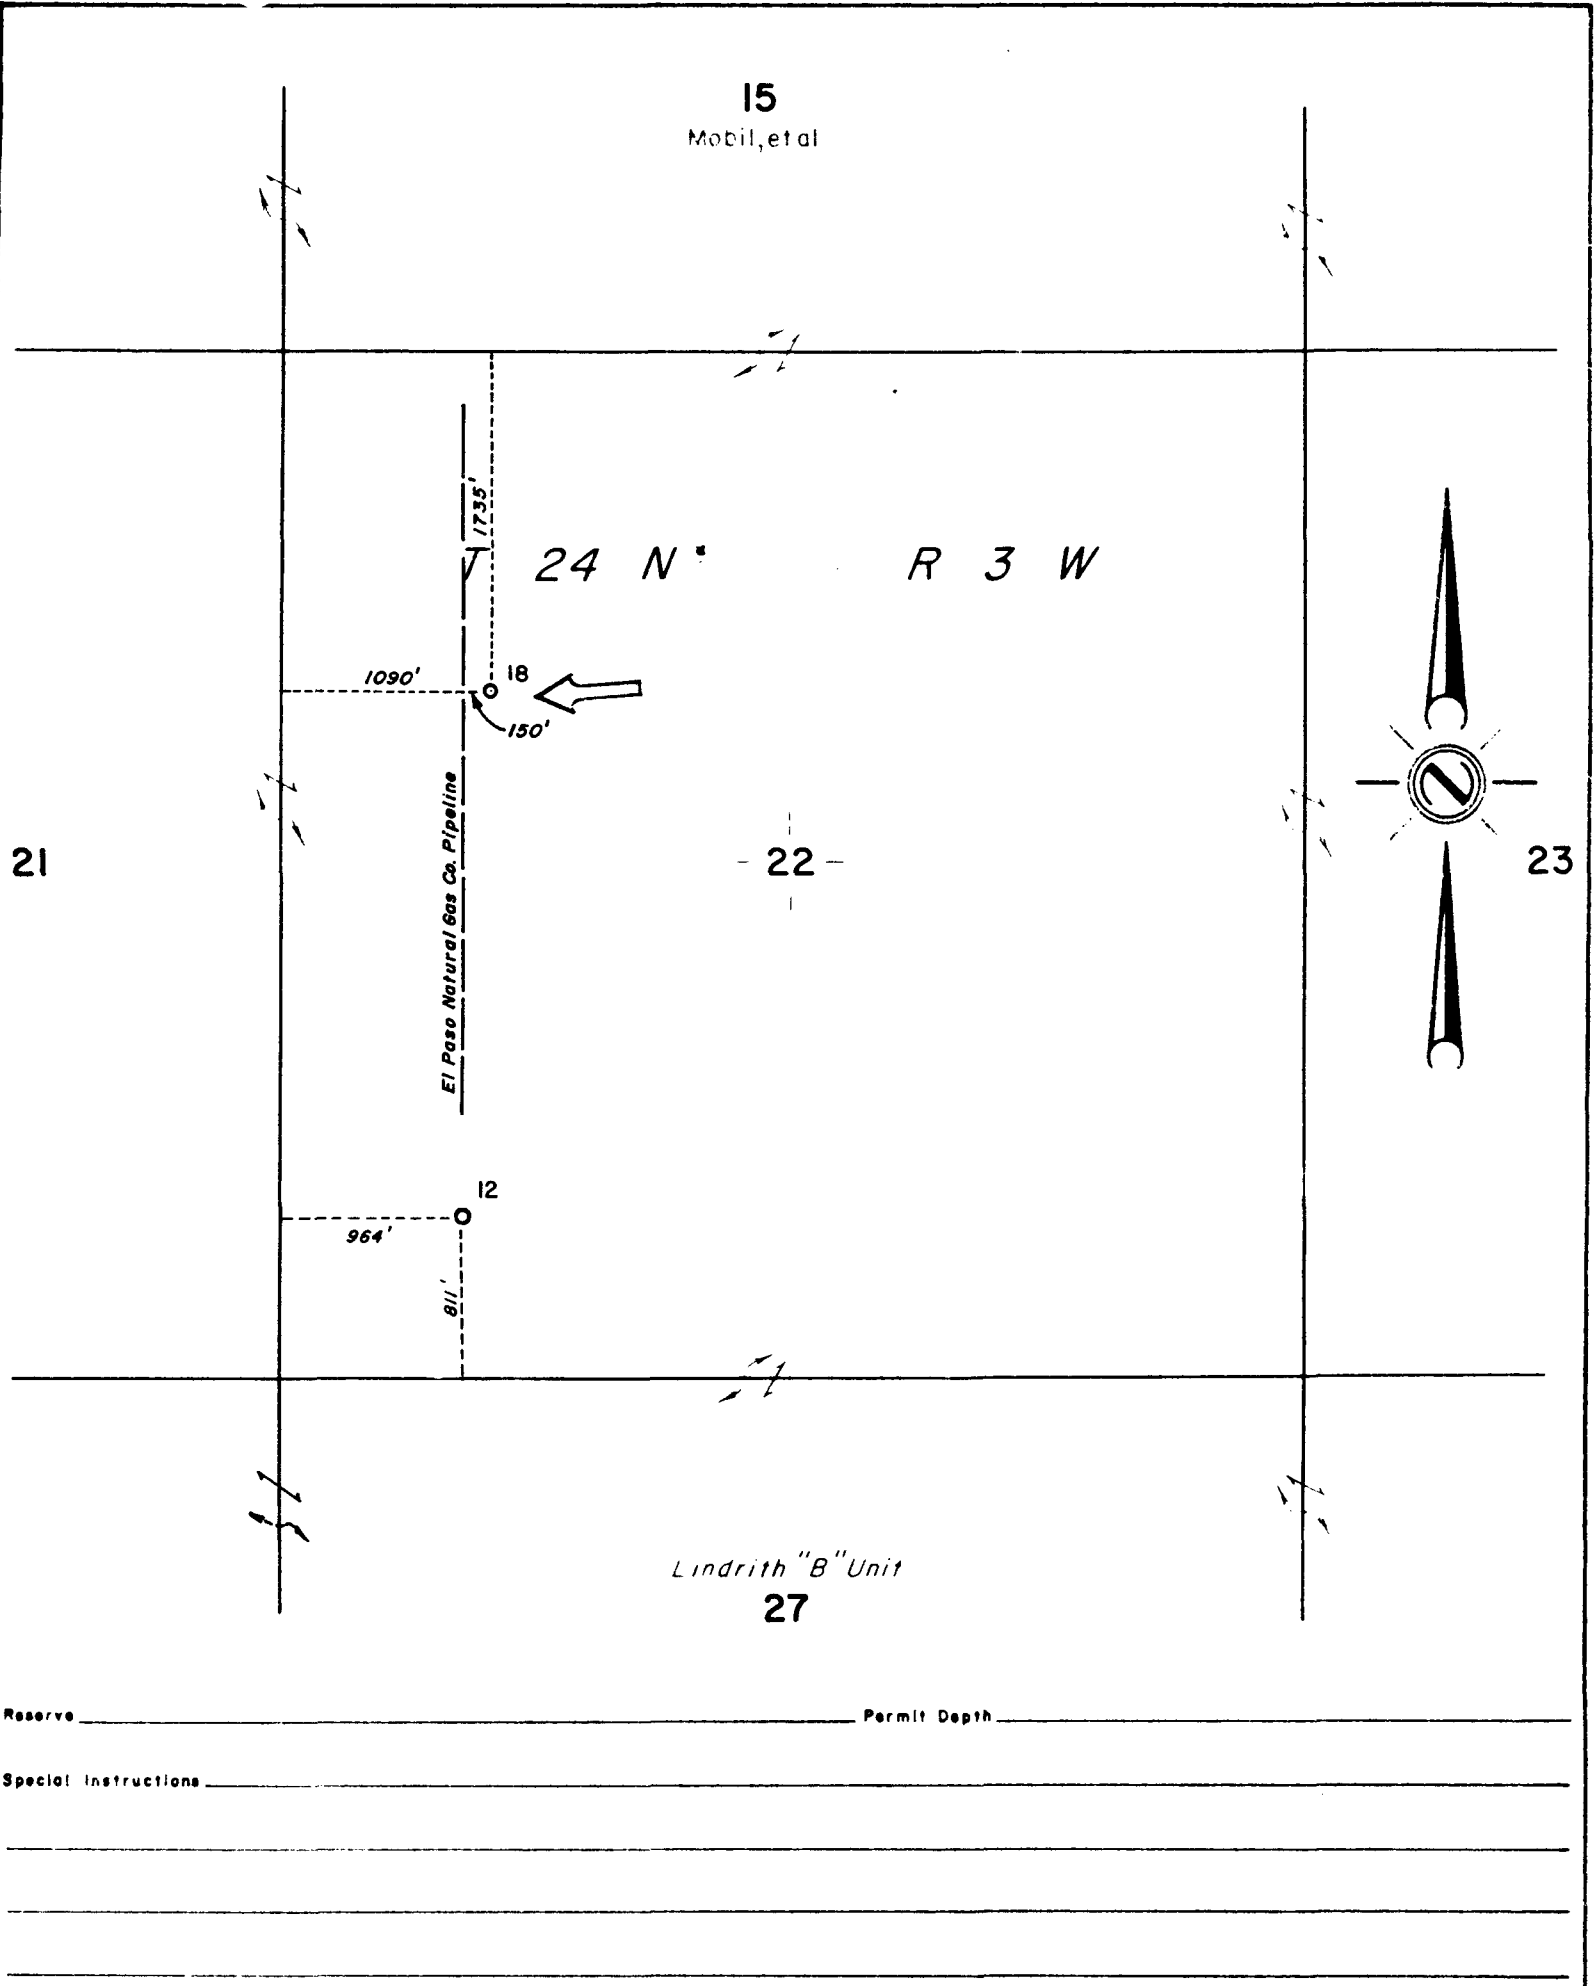 15
Mobil, et al
1735'
T 24 N R 3 W
1090'
18
150'
El Paso Natural Gas Co. Pipeline
21
22
23
12
964'
811'
Lindrith "B" Unit
27
Reserve Permit Depth
Special Instructions